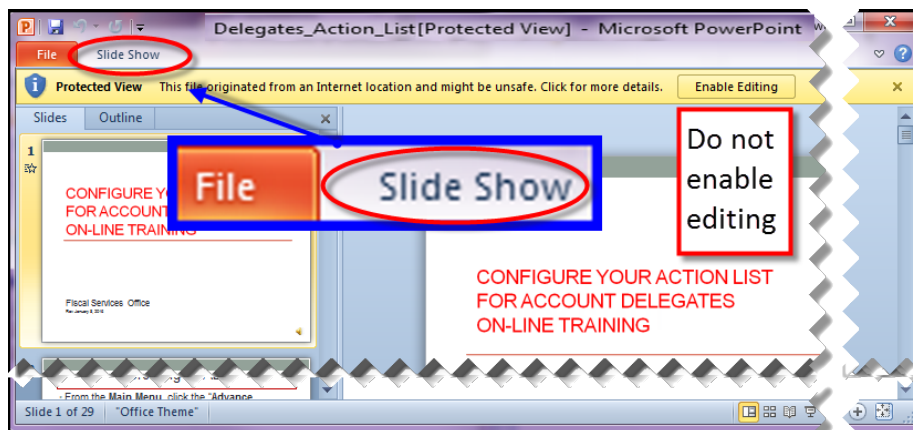 Delegates_Action_List[Protected View] - Microsoft PowerPoint
File Slide Show
Protected View This file originated from an Internet location and might be unsafe. Click for more details. Enable Editing
Slides Outline
File Slide Show
Do not
enable
editing
1
CONFIGURE Y
FOR ACCOUNT
ON-LINE TRAINING
Fiscal Services Office
CONFIGURE YOUR ACTION LIST
FOR ACCOUNT DELEGATES
ON-LINE TRAINING
- From the Main Menu, click the "Advance
Slide 1 of 29 "Office Theme"